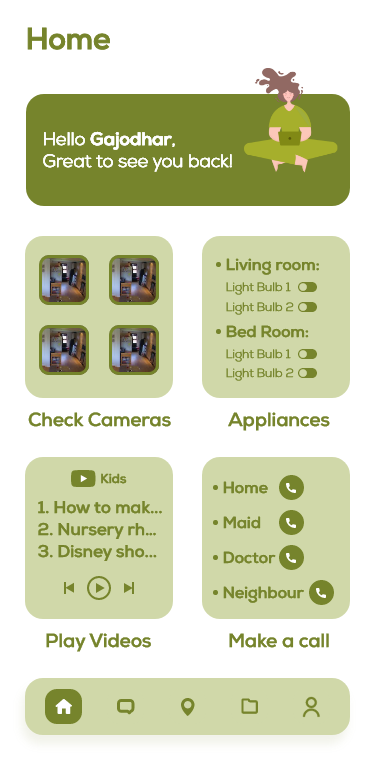 Home
Hello Gajodhar,
Great to see you back!
• Living room:
Light Bulb 1
Light Bulb 2
• Bed Room:
Light Bulb 1
Light Bulb 2
Check Cameras
Appliances
Kids
1. How to mak...
2. Nursery rh...
3. Disney sho...
• Home
• Maid
• Doctor
• Neighbour
Play Videos
Make a call